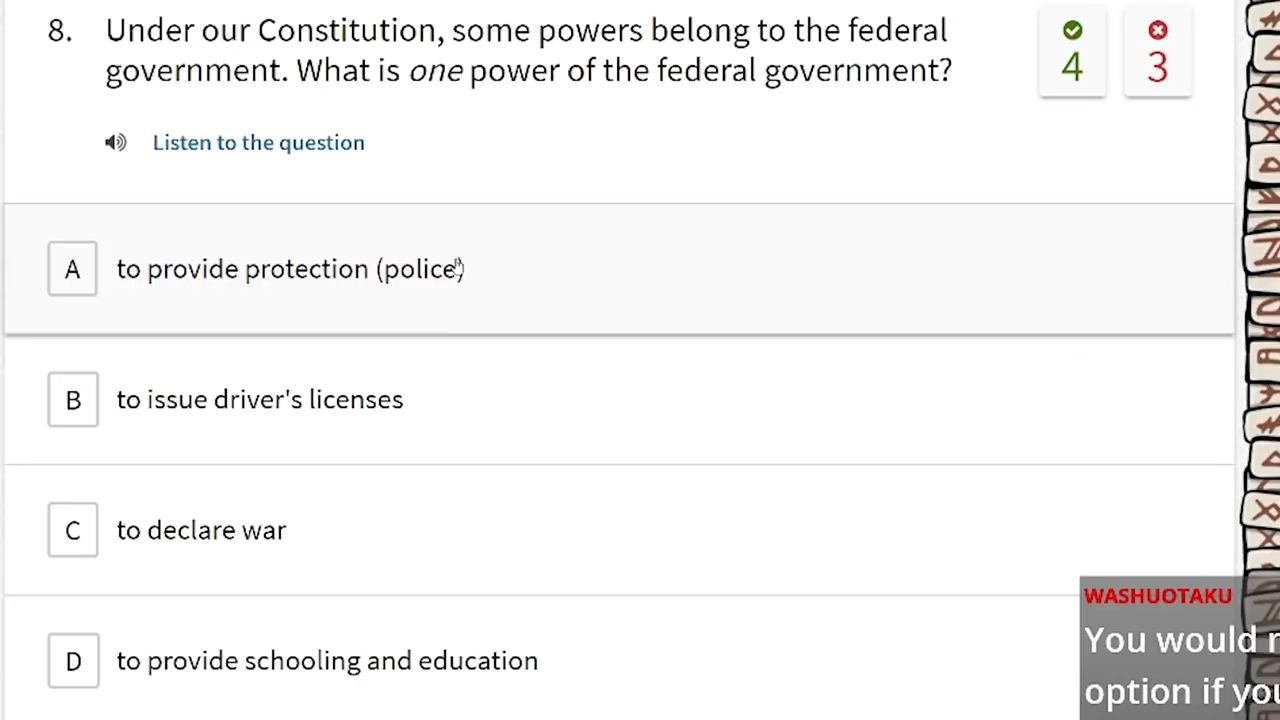 8. Under our Constitution, some powers belong to the federal
government. What is one power of the federal government?
4
3
Listen to the question
A to provide protection (police)
B to issue driver's licenses
C to declare war
D to provide schooling and education
WASHUOTAKU
You would
option if you